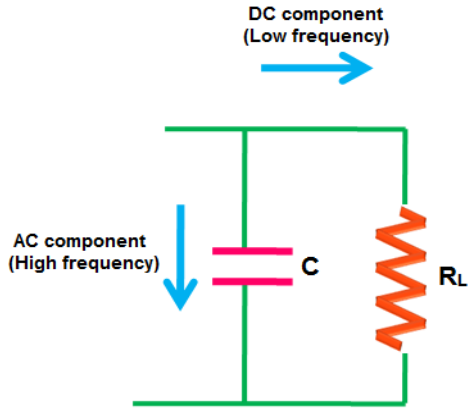 DC component
(Low frequency)
AC component
(High frequency)
C
RL